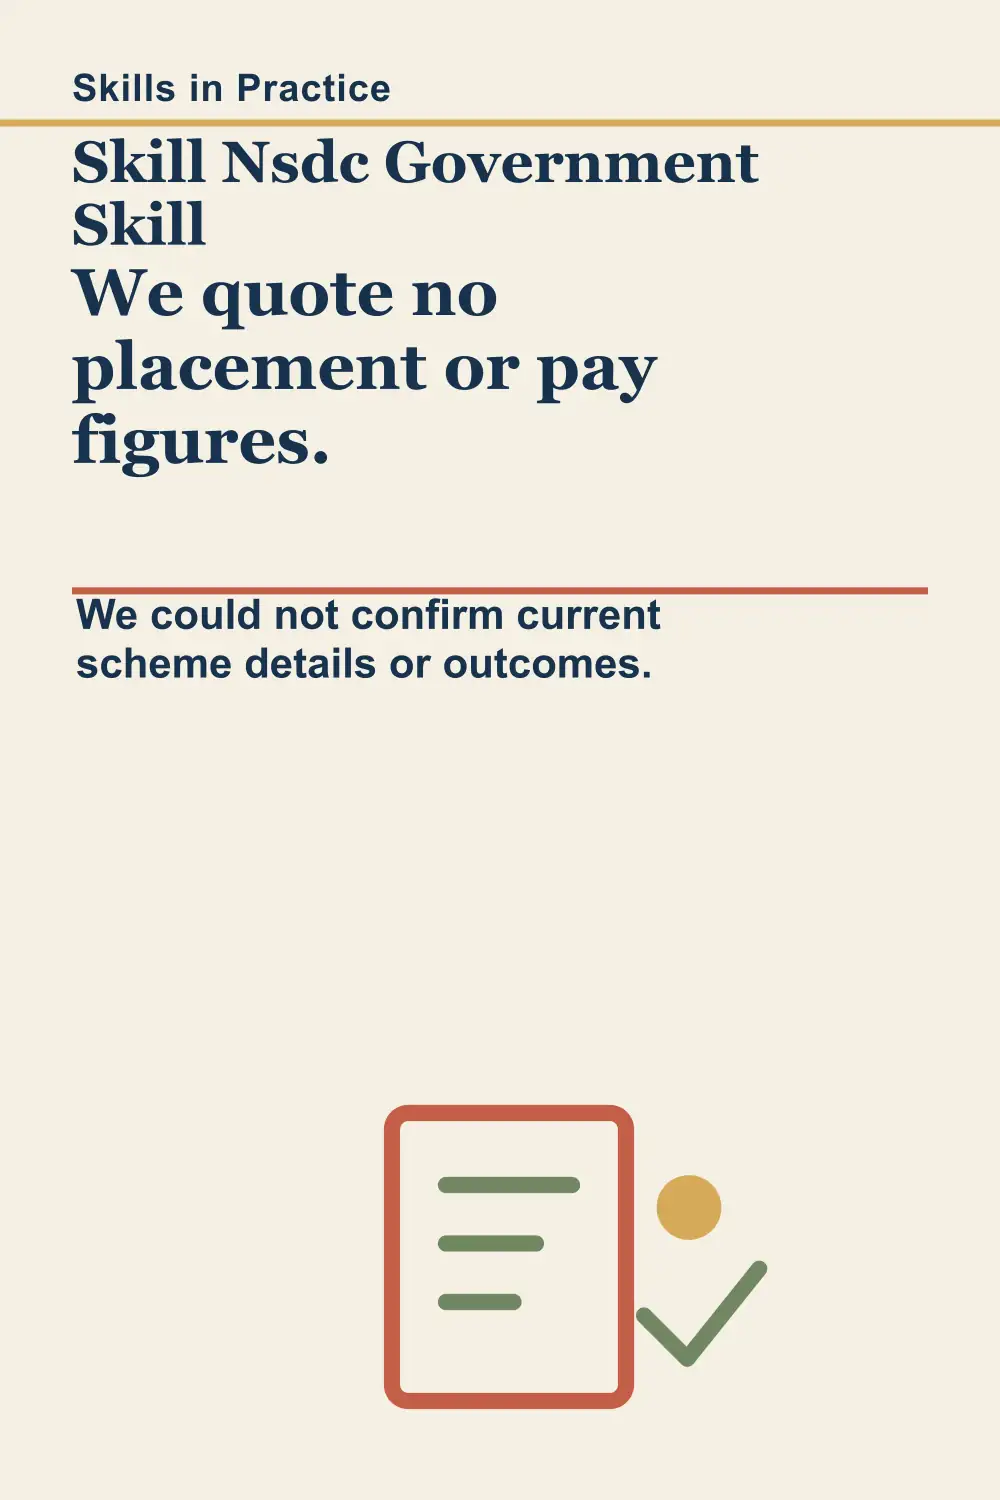 Skills in Practice
Skill Nsdc Government
Skill
We quote no
placement or pay
figures.
We could not confirm current
scheme details or outcomes.